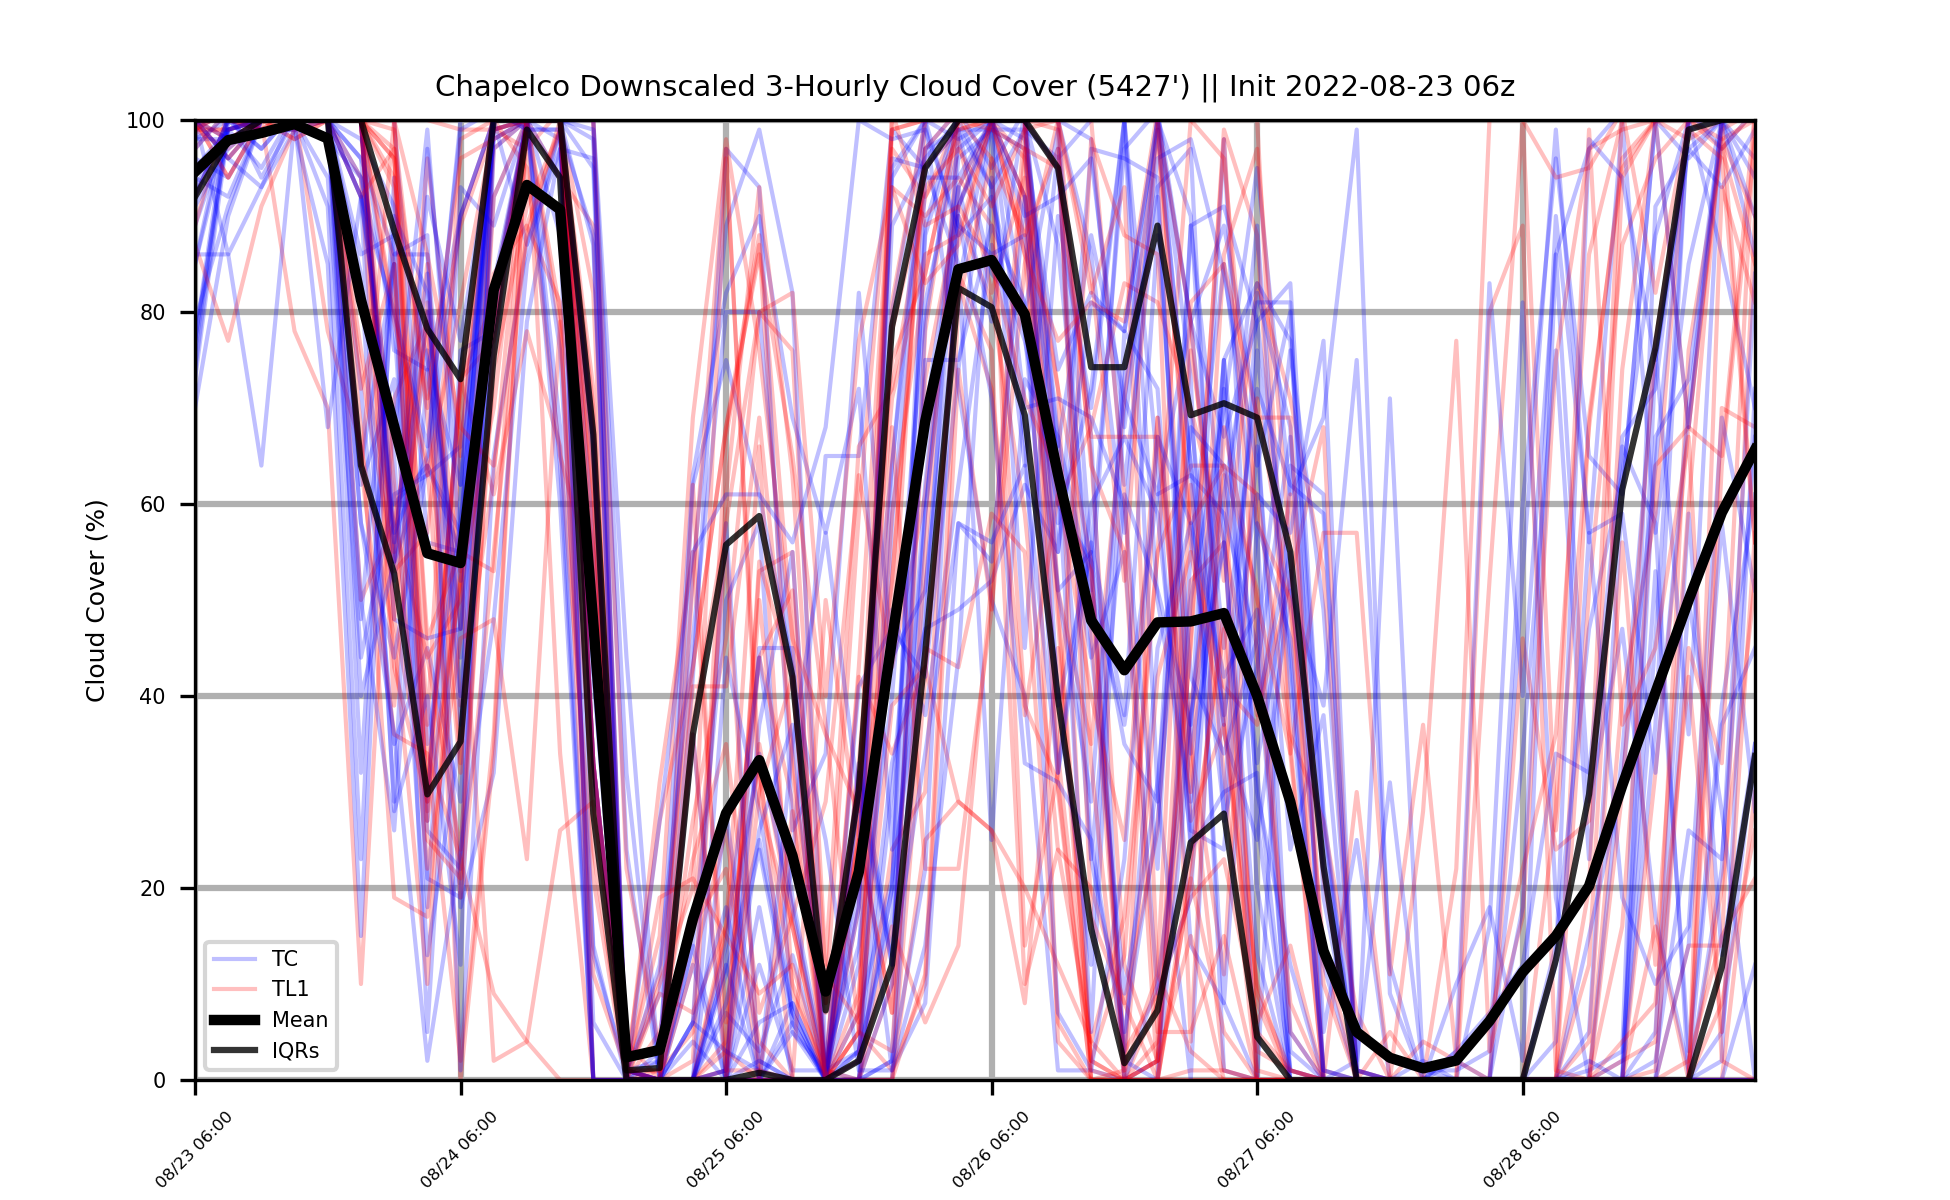 Chapelco Downscaled 3-Hourly Cloud Cover (5427') || Init 2022-08-23 06z
Cloud Cover (%)
100
80
60
40
20
0
TC
TL1
Mean
IQRs
08/23 06:00
08/24 06:00
08/25 06:00
08/26 06:00
08/27 06:00
08/28 06:00